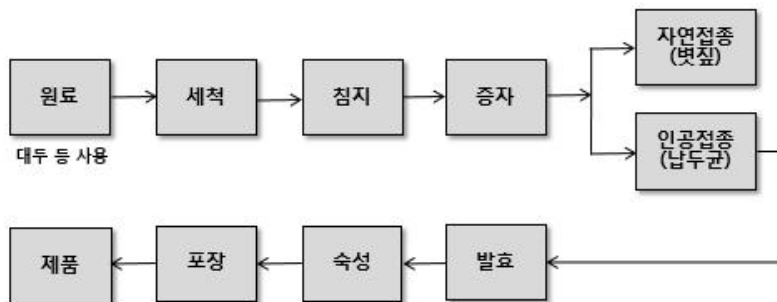 원료
세척
침지
증자
자연접종
(볏짚)
인공접종
(납두균)
대두 등 사용
제품
포장
숙성
발효